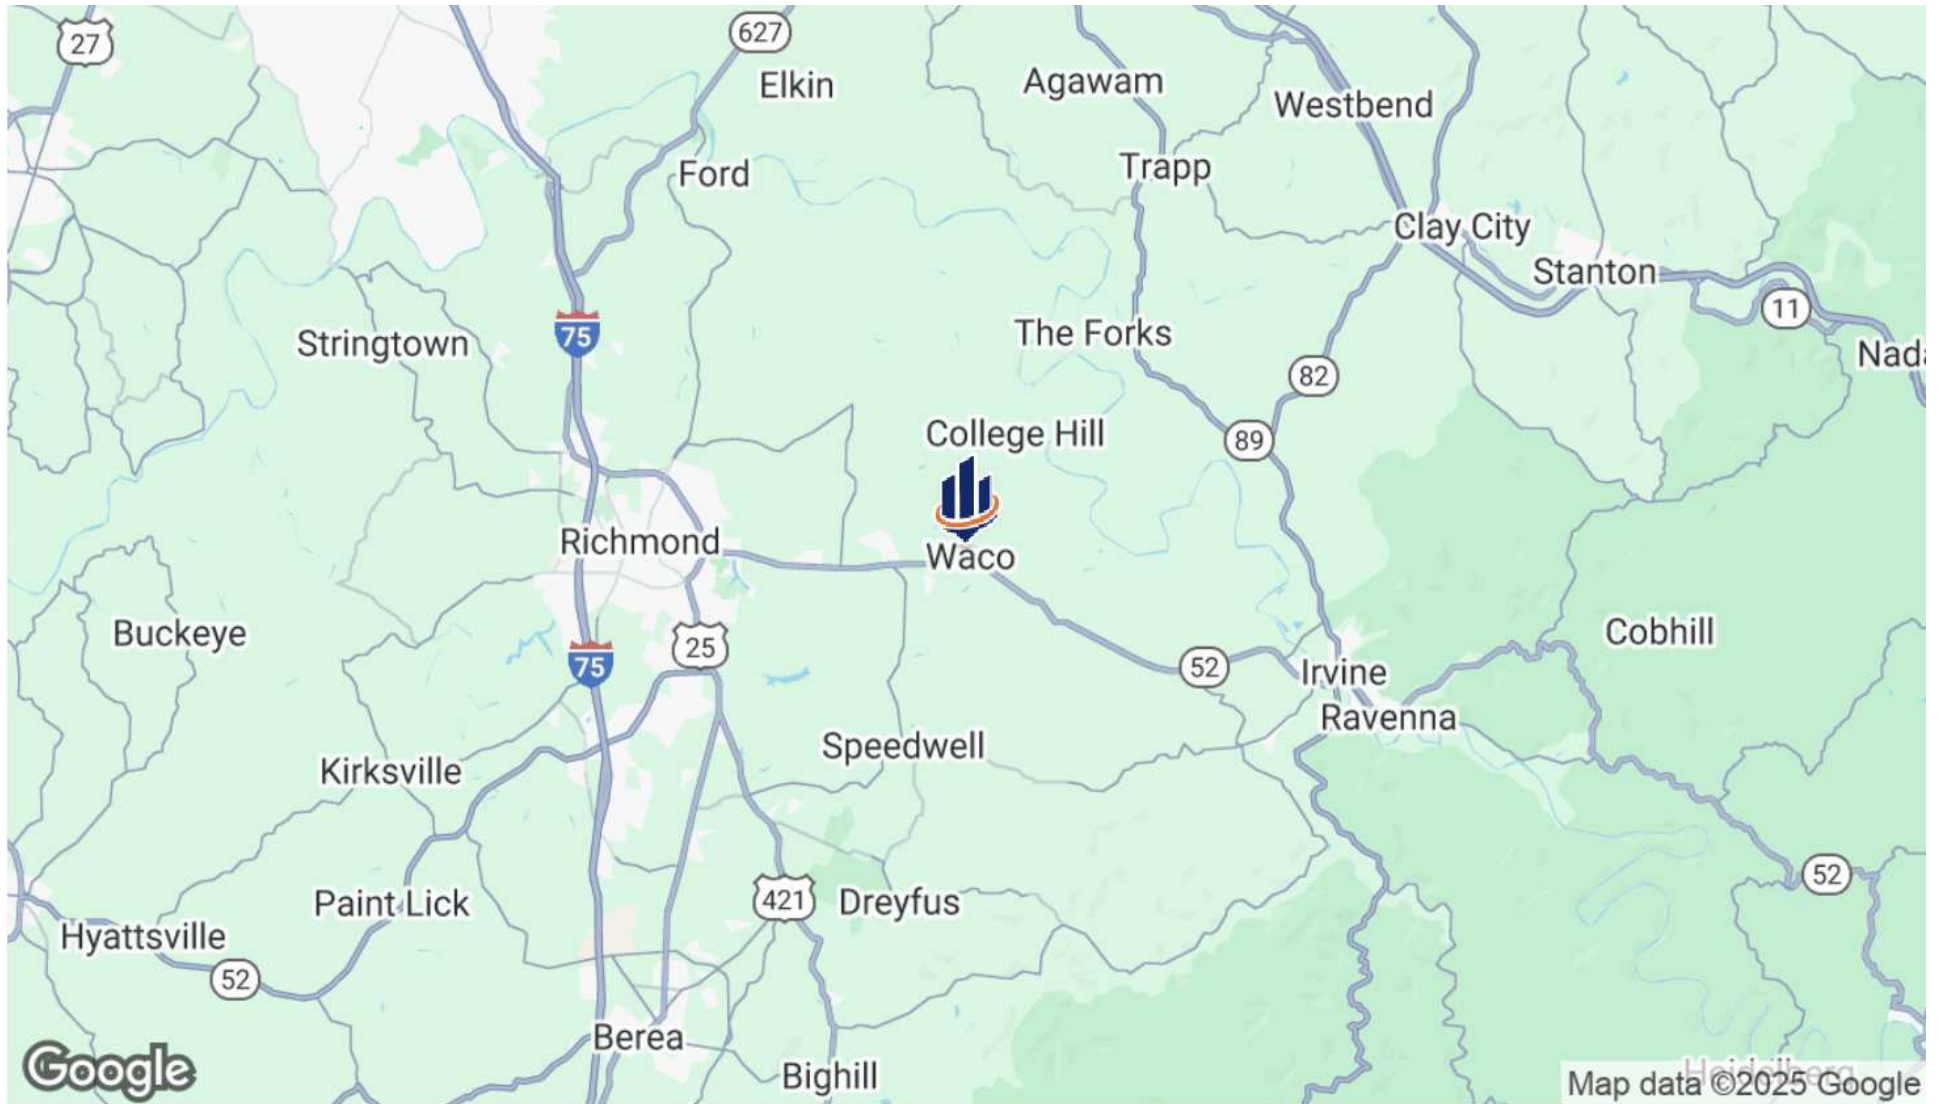 27
627
Elkin
Agawam
Westbend
Ford
Trapp
Clay City
Stanton
11
Stringtown
75
The Forks
82
Nada
College Hill
89
Richmond
Waco
Buckeye
25
75
52
Irvine
Cobhill
Ravenna
Speedwell
Kirksville
52
Paint Lick
421
Dreyfus
Hyattsville
52
Berea
Bighill
Google
Heidelberg
Map data ©2025 Google